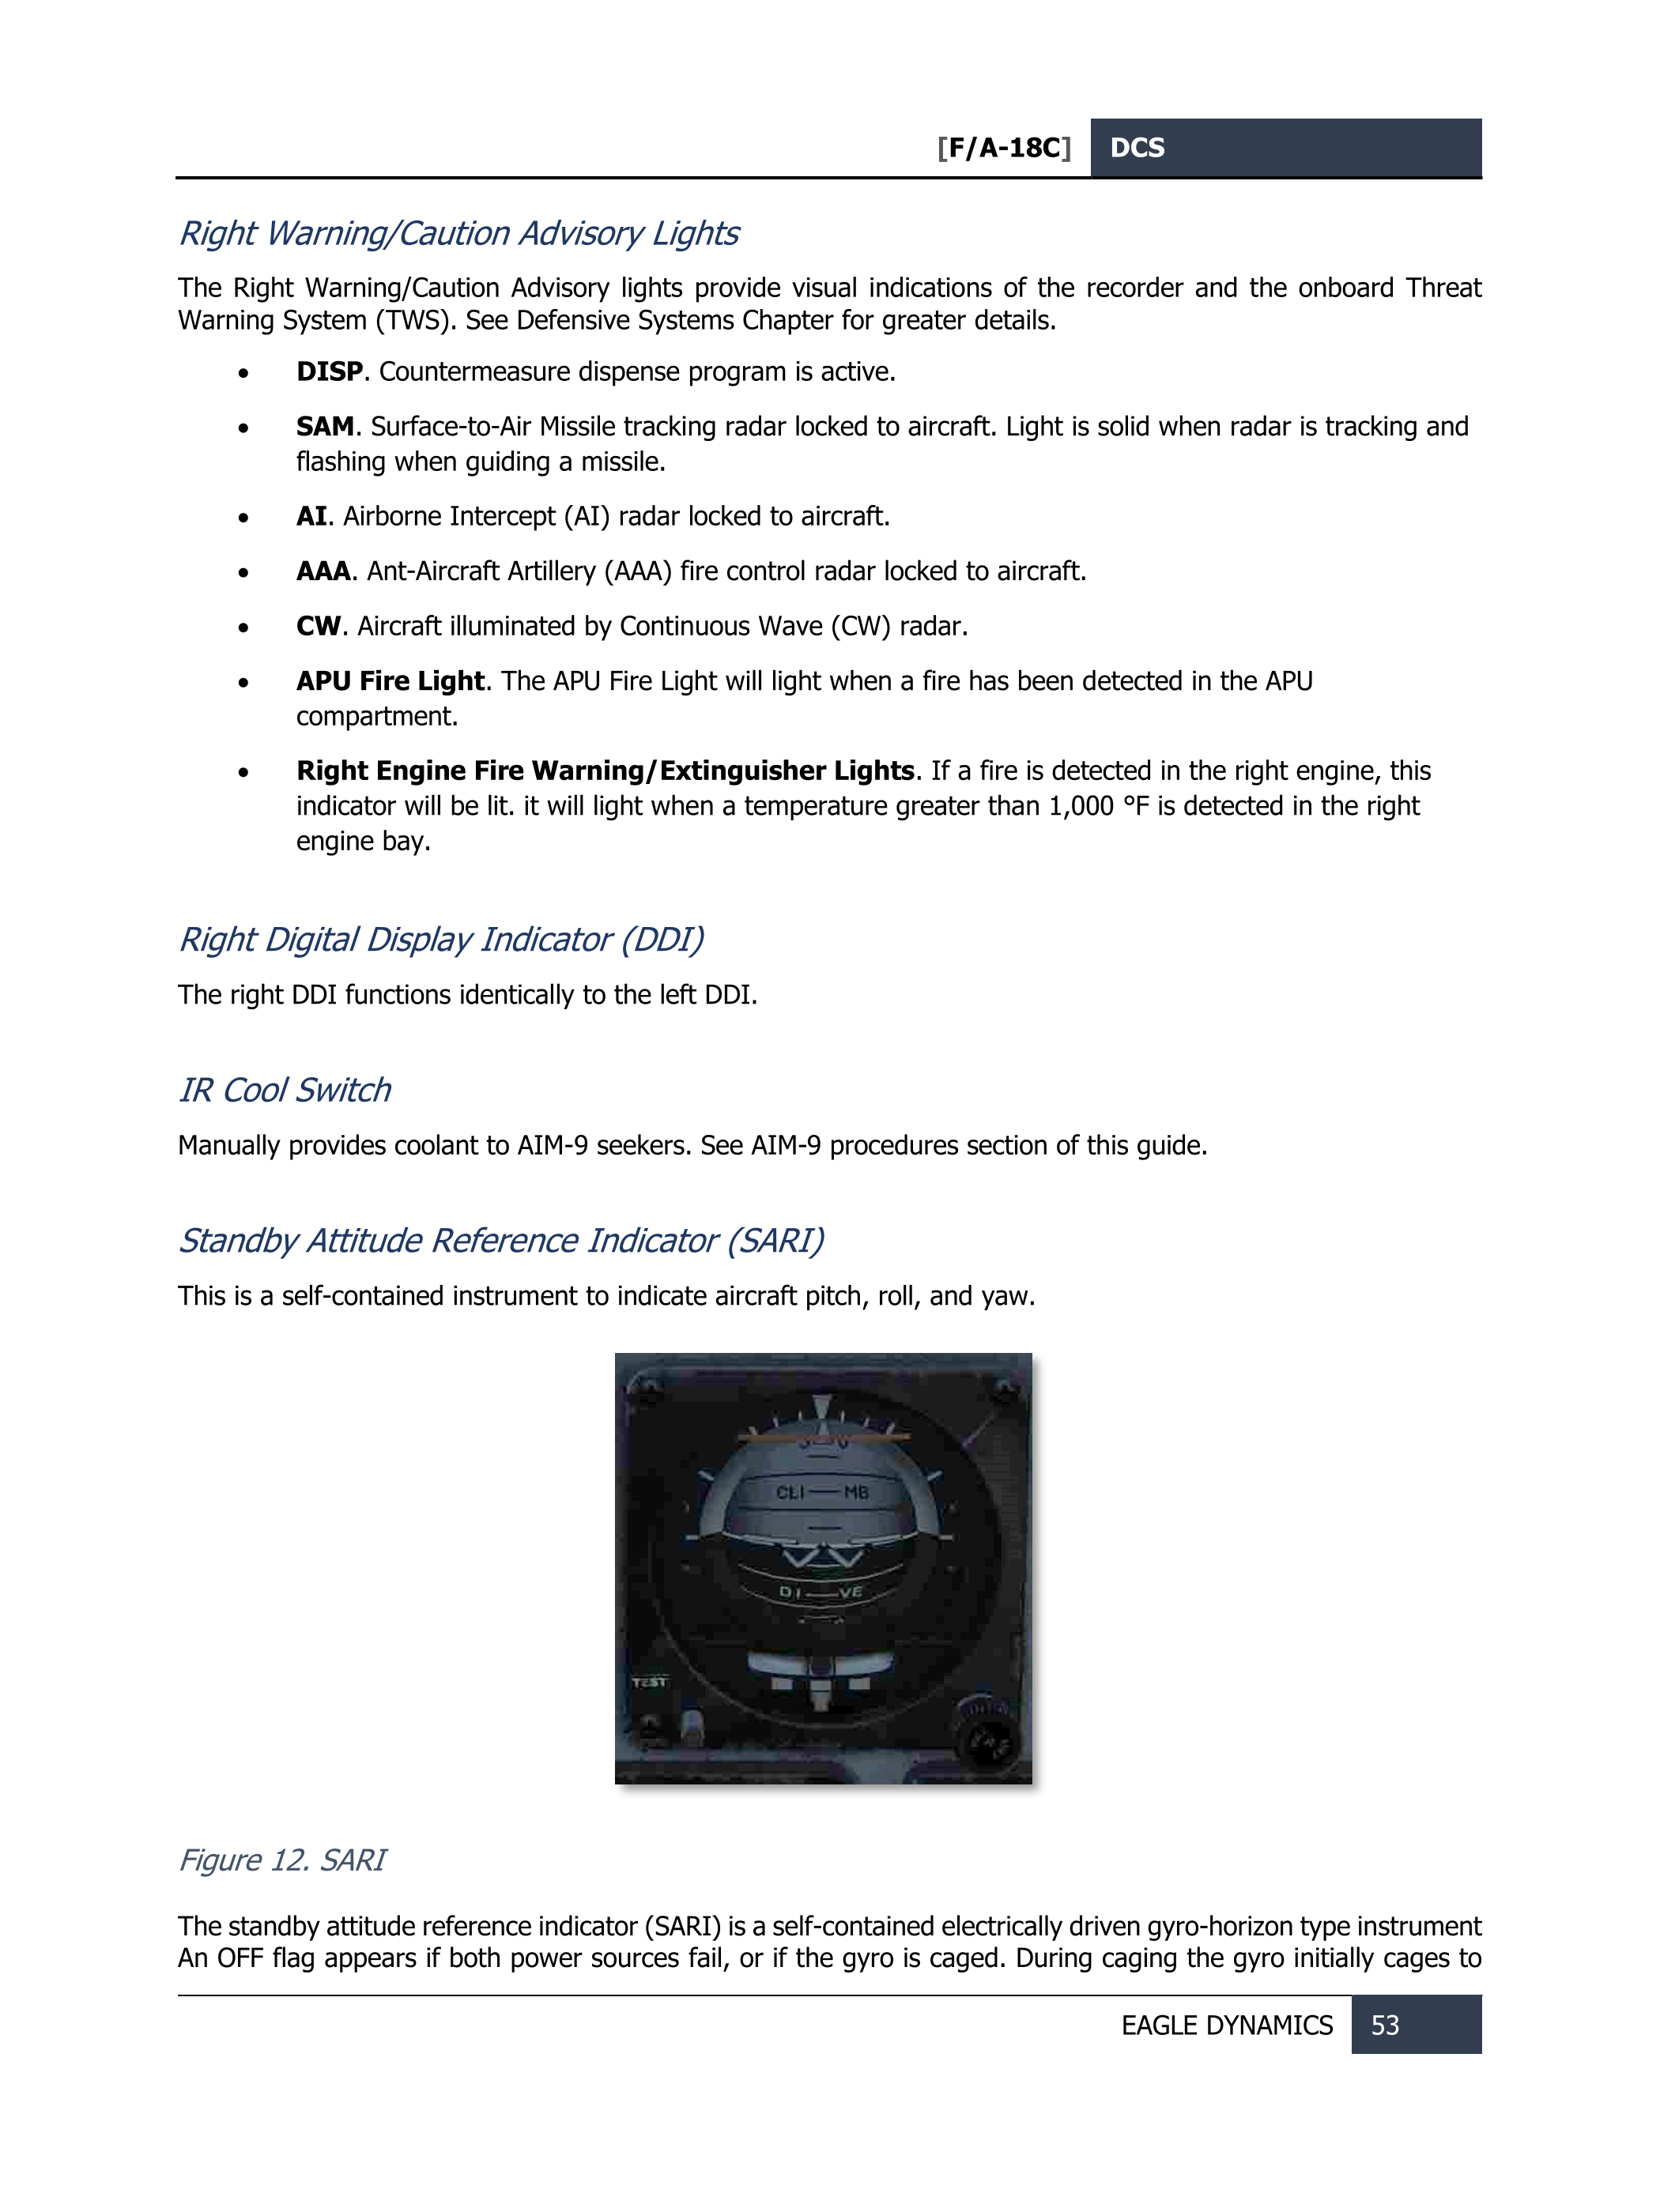 [F/A-18C] DCS
Right Warning/Caution Advisory Lights
The Right Warning/Caution Advisory lights provide visual indications of the recorder and the onboard Threat
Warning System (TWS). See Defensive Systems Chapter for greater details.
• DISP. Countermeasure dispense program is active.
• SAM. Surface-to-Air Missile tracking radar locked to aircraft. Light is solid when radar is tracking and
flashing when guiding a missile.
• AI. Airborne Intercept (AI) radar locked to aircraft.
• AAA. Ant-Aircraft Artillery (AAA) fire control radar locked to aircraft.
• CW. Aircraft illuminated by Continuous Wave (CW) radar.
• APU Fire Light. The APU Fire Light will light when a fire has been detected in the APU
compartment.
• Right Engine Fire Warning/Extinguisher Lights. If a fire is detected in the right engine, this
indicator will be lit. it will light when a temperature greater than 1,000 °F is detected in the right
engine bay.
Right Digital Display Indicator (DDI)
The right DDI functions identically to the left DDI.
IR Cool Switch
Manually provides coolant to AIM-9 seekers. See AIM-9 procedures section of this guide.
Standby Attitude Reference Indicator (SARI)
This is a self-contained instrument to indicate aircraft pitch, roll, and yaw.
CLI MB
DI VE
TEST
Figure 12. SARI
The standby attitude reference indicator (SARI) is a self-contained electrically driven gyro-horizon type instrument
An OFF flag appears if both power sources fail, or if the gyro is caged. During caging the gyro initially cages to
EAGLE DYNAMICS 53